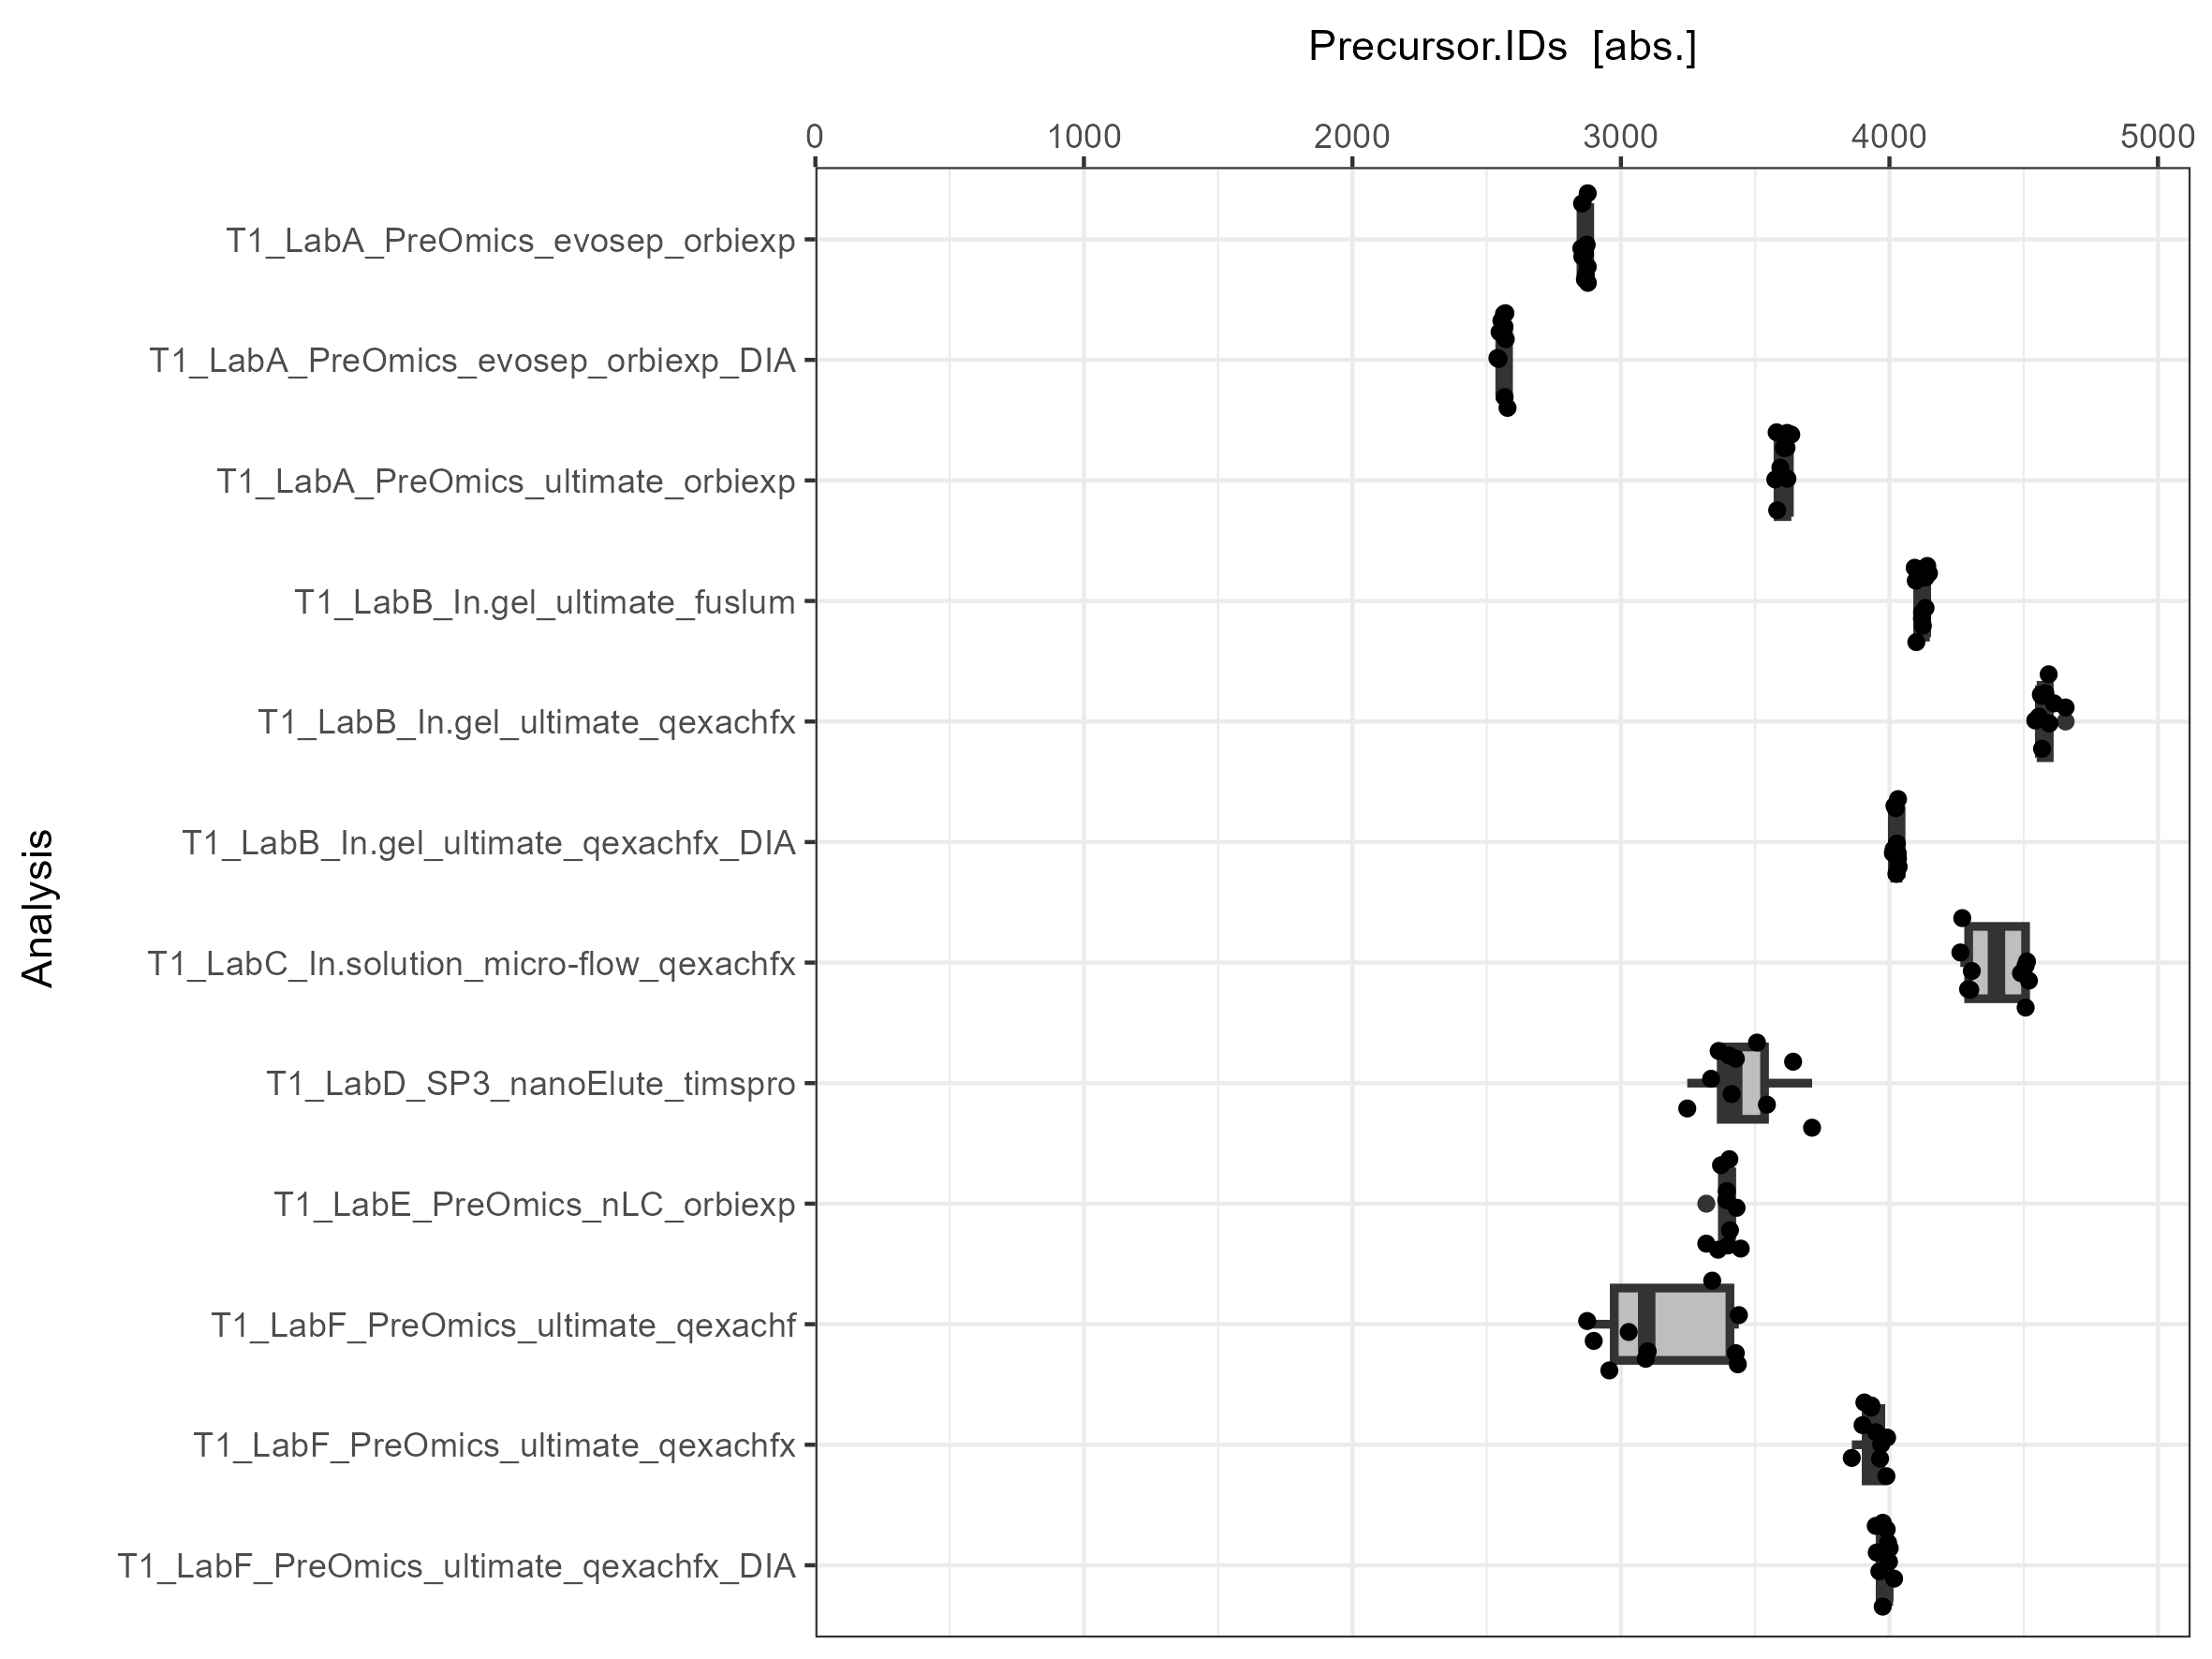 Precursor.IDs  [abs.]
0 1000 2000 3000 4000 5000
T1_LabA_PreOmics_evosep_orbiexp
T1_LabA_PreOmics_evosep_orbiexp_DIA
T1_LabA_PreOmics_ultimate_orbiexp
T1_LabB_In.gel_ultimate_fuslum
T1_LabB_In.gel_ultimate_qexachfx
T1_LabB_In.gel_ultimate_qexachfx_DIA
T1_LabC_In.solution_micro-flow_qexachfx
T1_LabD_SP3_nanoElute_timspro
T1_LabE_PreOmics_nLC_orbiexp
T1_LabF_PreOmics_ultimate_qexachf
T1_LabF_PreOmics_ultimate_qexachfx
T1_LabF_PreOmics_ultimate_qexachfx_DIA
Analysis